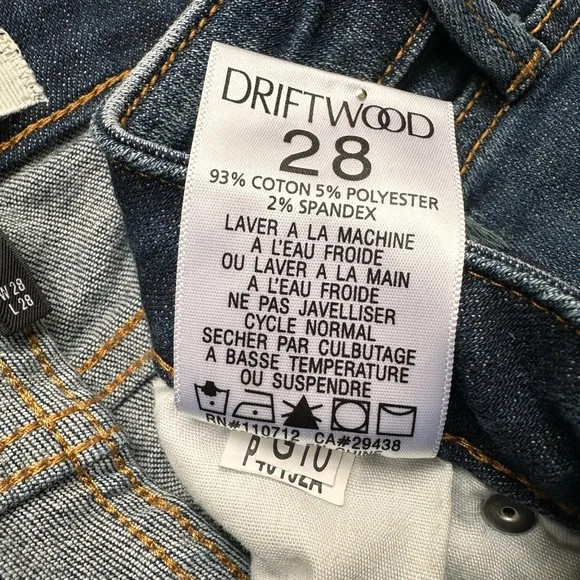 DRIFTWOOD
28
93% COTON 5% POLYESTER
2% SPANDEX
LAVER A LA MACHINE
A L'EAU FROIDE
OU LAVER A LA MAIN
A L'EAU FROIDE
NE PAS JAVELLISER
CYCLE NORMAL
SECHER PAR CULBUTAGE
A BASSE TEMPERATURE
OU SUSPENDRE
RN#110712 CA#29438
W 28
L 28